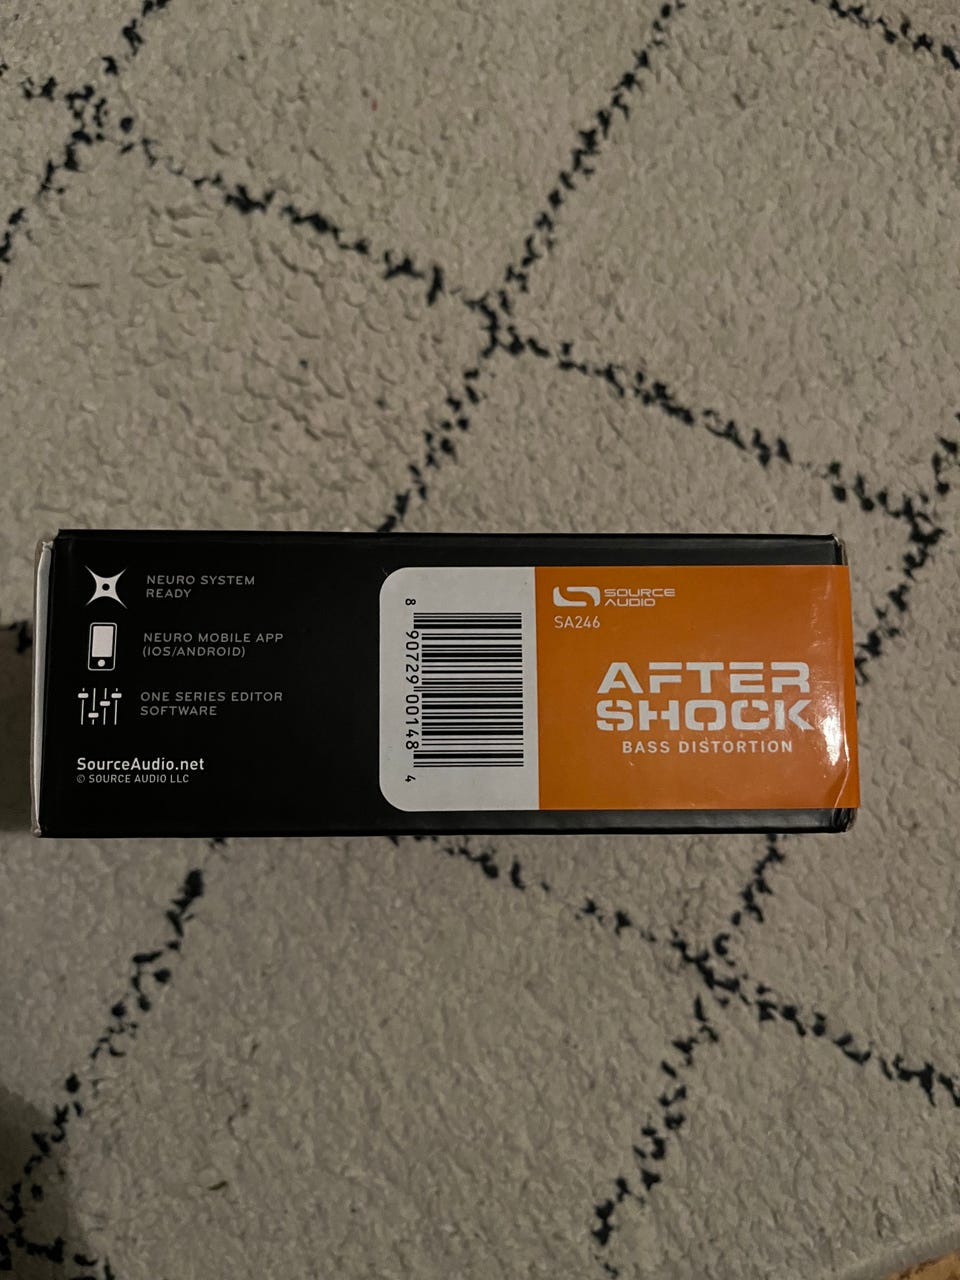 NEURO SYSTEM
READY
NEURO MOBILE APP
(IOS/ANDROID)
ONE SERIES EDITOR
SOFTWARE
SourceAudio.net
© SOURCE AUDIO LLC
8 90729 00148 4
SOURCE
AUDIO
SA246
AFTER
SHOCK
BASS DISTORTION